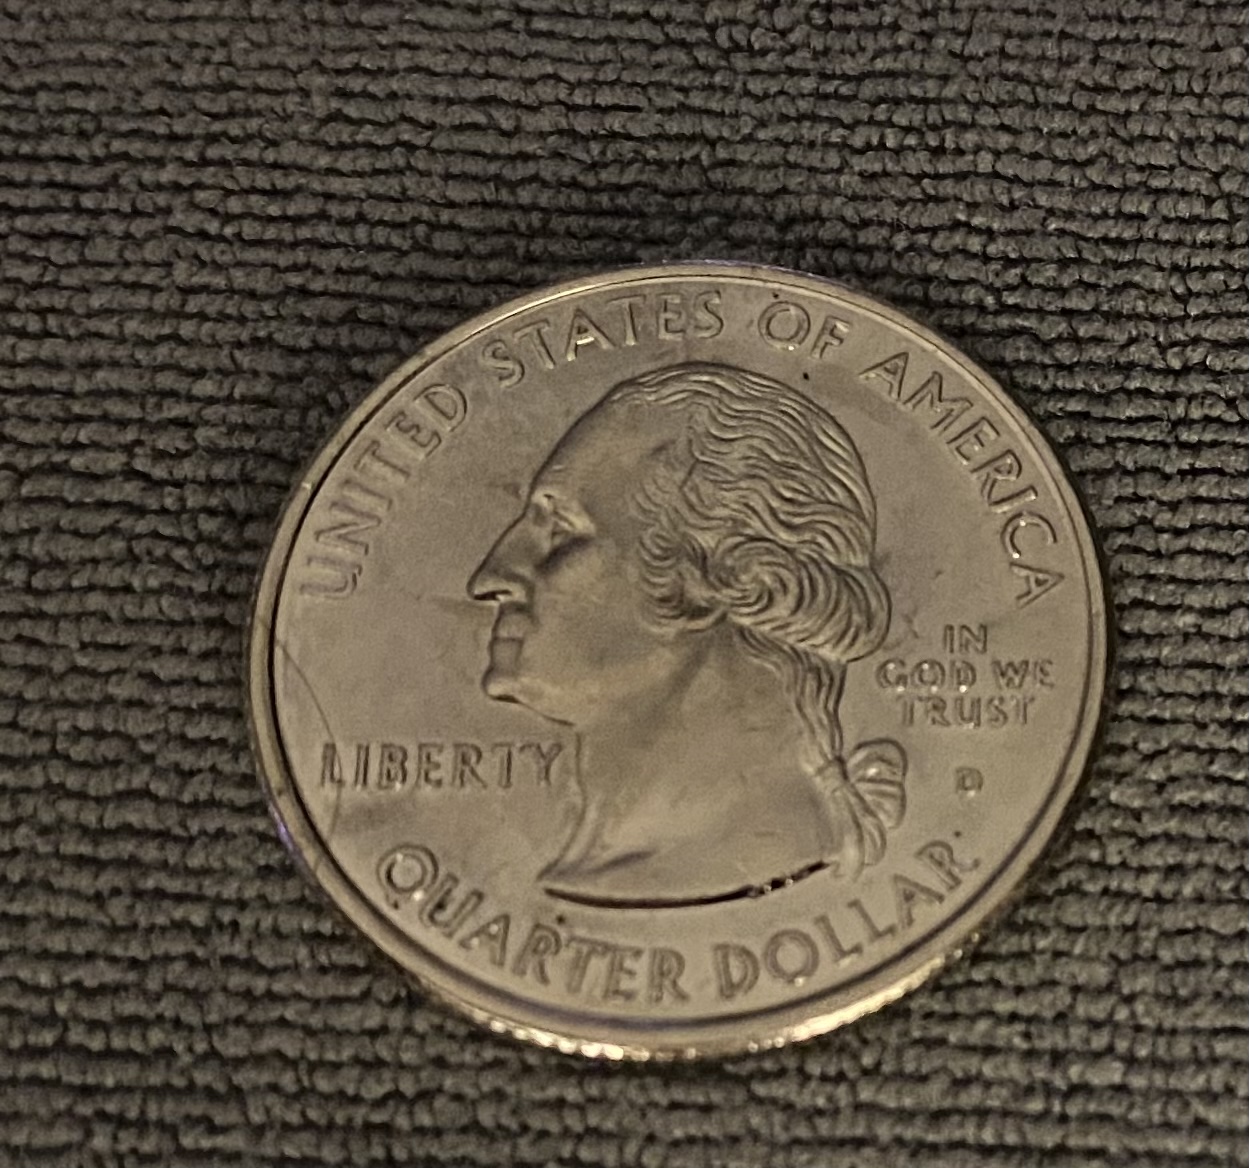 UNITED STATES OF AMERICA
IN
GOD WE
TRUST
LIBERTY
D
QUARTER DOLLAR